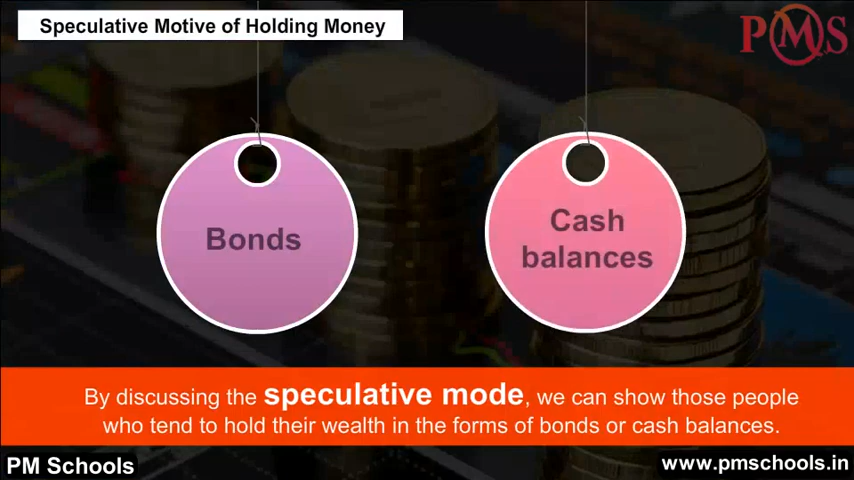 Speculative Motive of Holding Money
PMS
Bonds
Cash
balances
By discussing the speculative mode, we can show those people
who tend to hold their wealth in the forms of bonds or cash balances.
PM Schools
www.pmschools.in